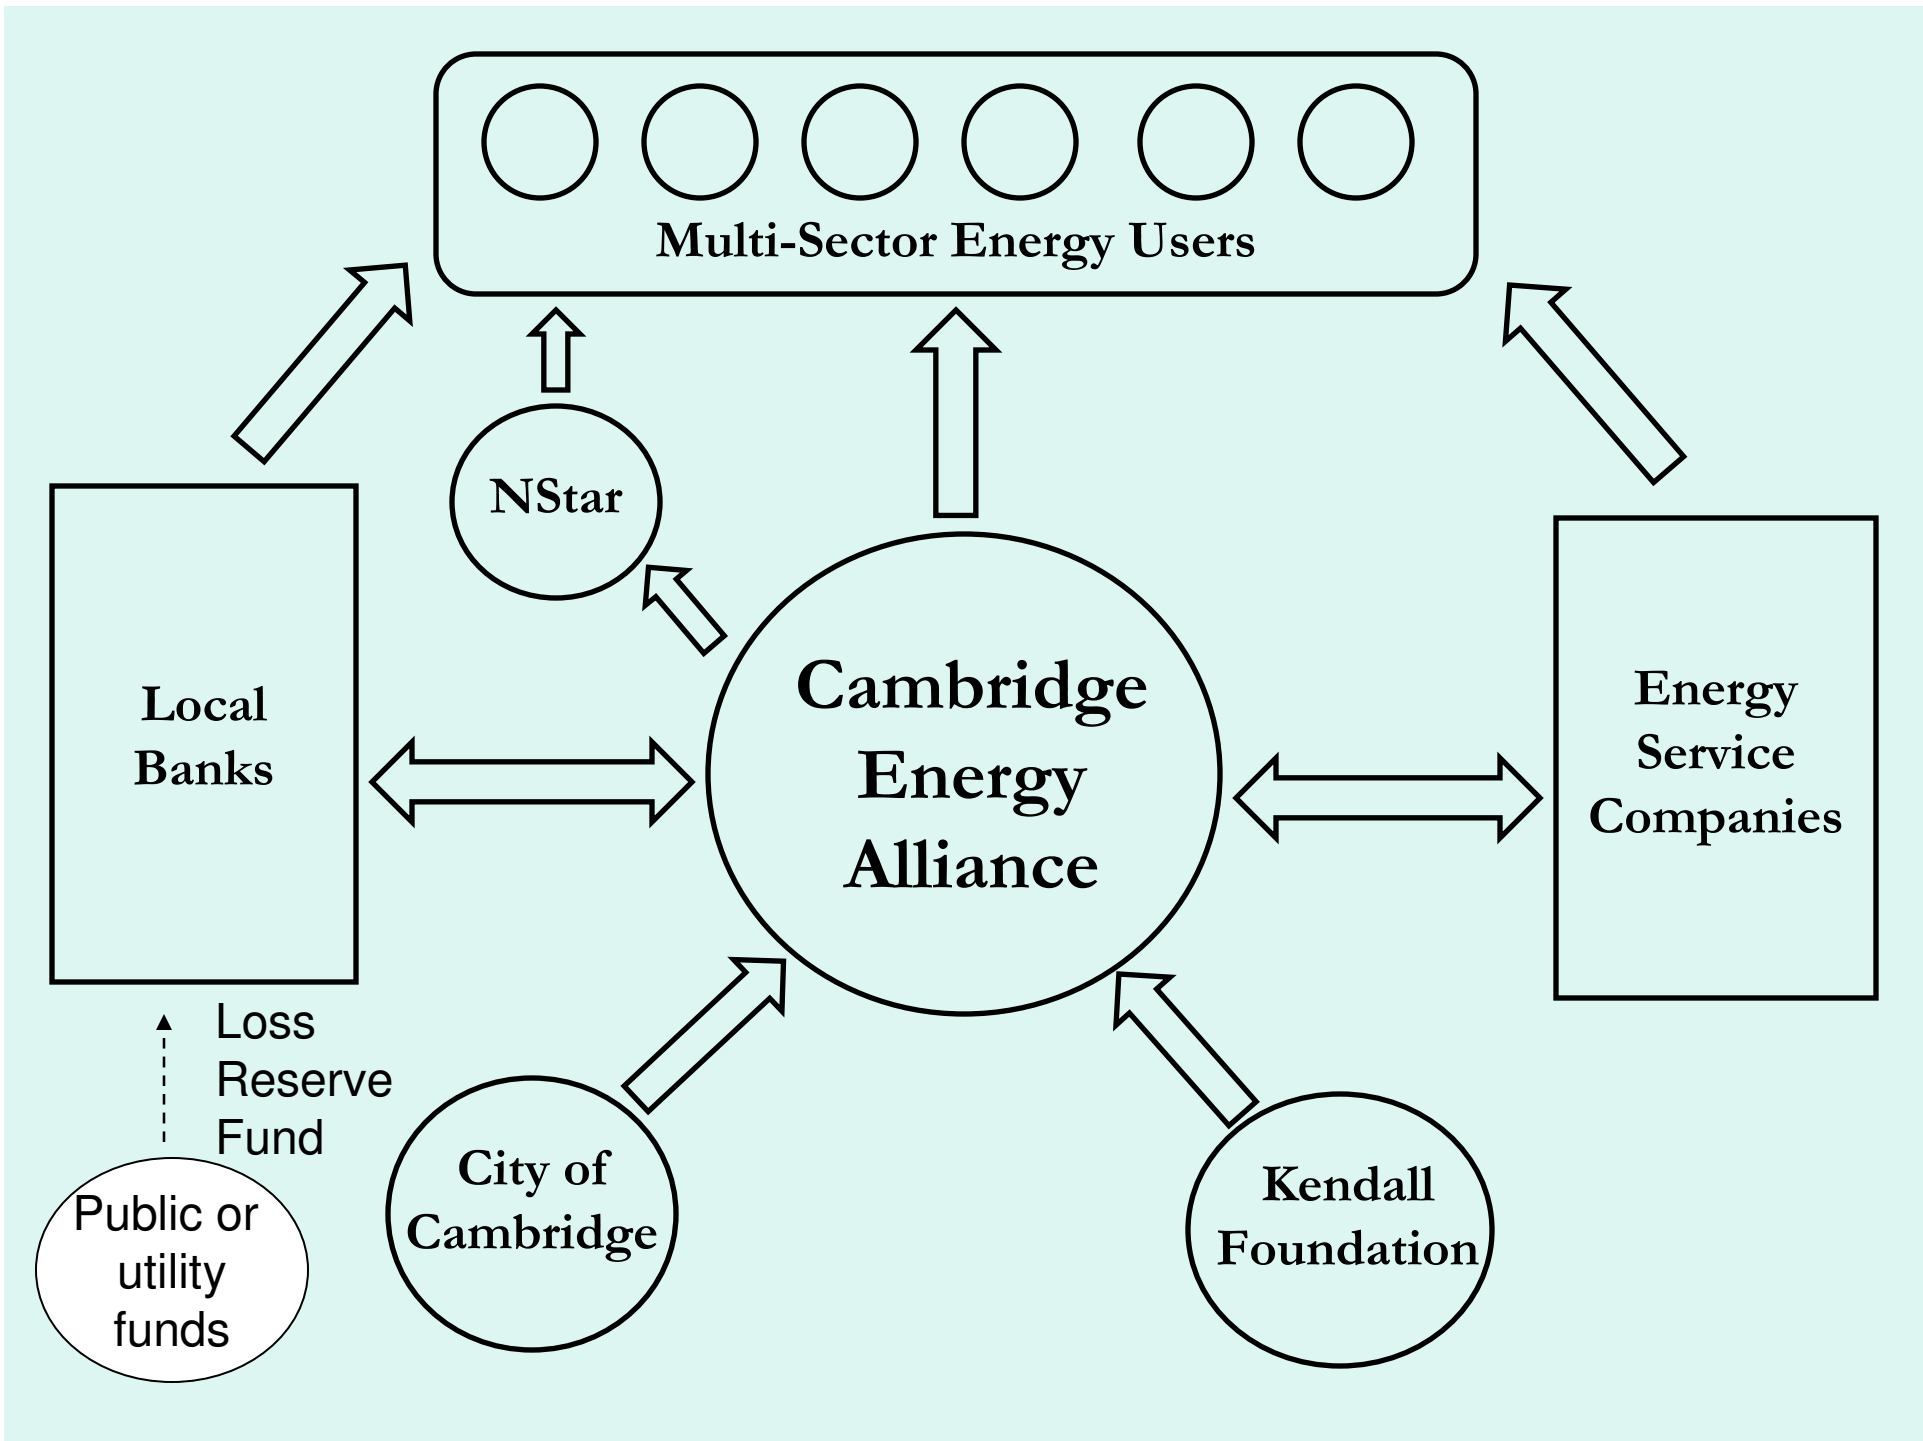 Multi-Sector Energy Users
NStar
Local
Banks
Cambridge
Energy
Alliance
Energy
Service
Companies
Loss
Reserve
Fund
Public or
utility
funds
City of
Cambridge
Kendall
Foundation